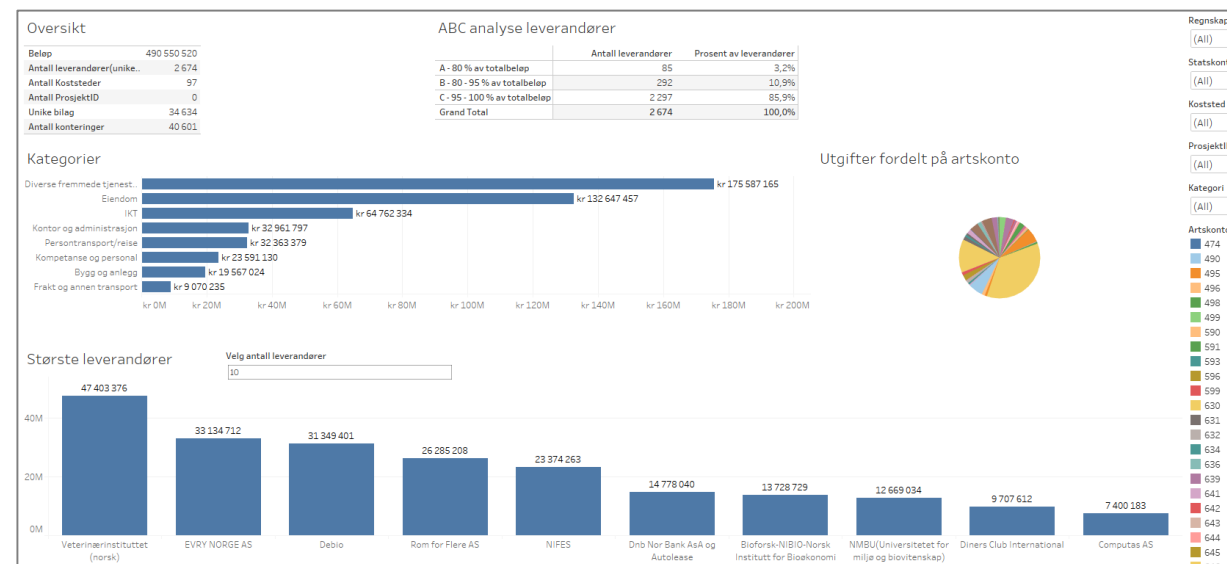 Oversikt
Beløp 490 550 520
Antall leverandører(unike.. 2 674
Antall Koststeder 97
Antall ProsjektID 0
Unike bilag 34 634
Antall konteringer 40 601
ABC analyse leverandører
Antall leverandører Prosent av leverandører
A - 80 % av totalbeløp 85 3,2%
B - 80 - 95 % av totalbeløp 292 10,9%
C - 95 - 100 % av totalbeløp 2 297 85,9%
Grand Total 2 674 100,0%
Kategorier
Diverse fremmede tjenest.. kr 175 587 165
Eiendom kr 132 647 457
IKT kr 64 762 334
Kontor og administrasjon kr 32 961 797
Persontransport/reise kr 32 363 379
Kompetanse og personal kr 23 591 130
Bygg og anlegg kr 19 567 024
Frakt og annen transport kr 9 070 235
kr 0M kr 20M kr 40M kr 60M kr 80M kr 100M kr 120M kr 140M kr 160M kr 180M kr 200M
Utgifter fordelt på artskonto
Største leverandører
Velg antall leverandører
10
40M
20M
0M
47 403 376
33 134 712
31 349 401
26 285 208
23 374 263
14 778 040
13 728 729
12 669 034
9 707 612
7 400 183
Veterinærinstituttet
(norsk)
EVRY NORGE AS
Debio
Rom for Flere AS
NIFES
Dnb Nor Bank AsA og
Autolease
Bioforsk-NIBIO-Norsk
Institutt for Bioøkonomi
NMBU(Universitetet for
miljø og biovitenskap)
Diners Club International
Computas AS
Regnskap
(All)
Statskont
(All)
Koststed
(All)
ProsjektI
(All)
Kategori
(All)
Artskonto
474
490
495
496
498
499
590
591
593
596
599
630
631
632
634
636
639
641
642
643
644
645